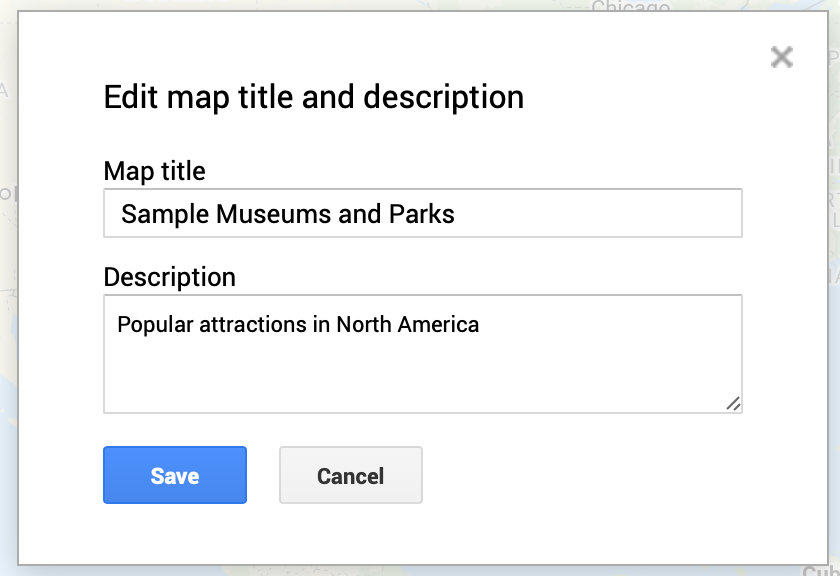 Chicago
Edit map title and description
Map title
Sample Museums and Parks
Description
Popular attractions in North America
Save
Cancel